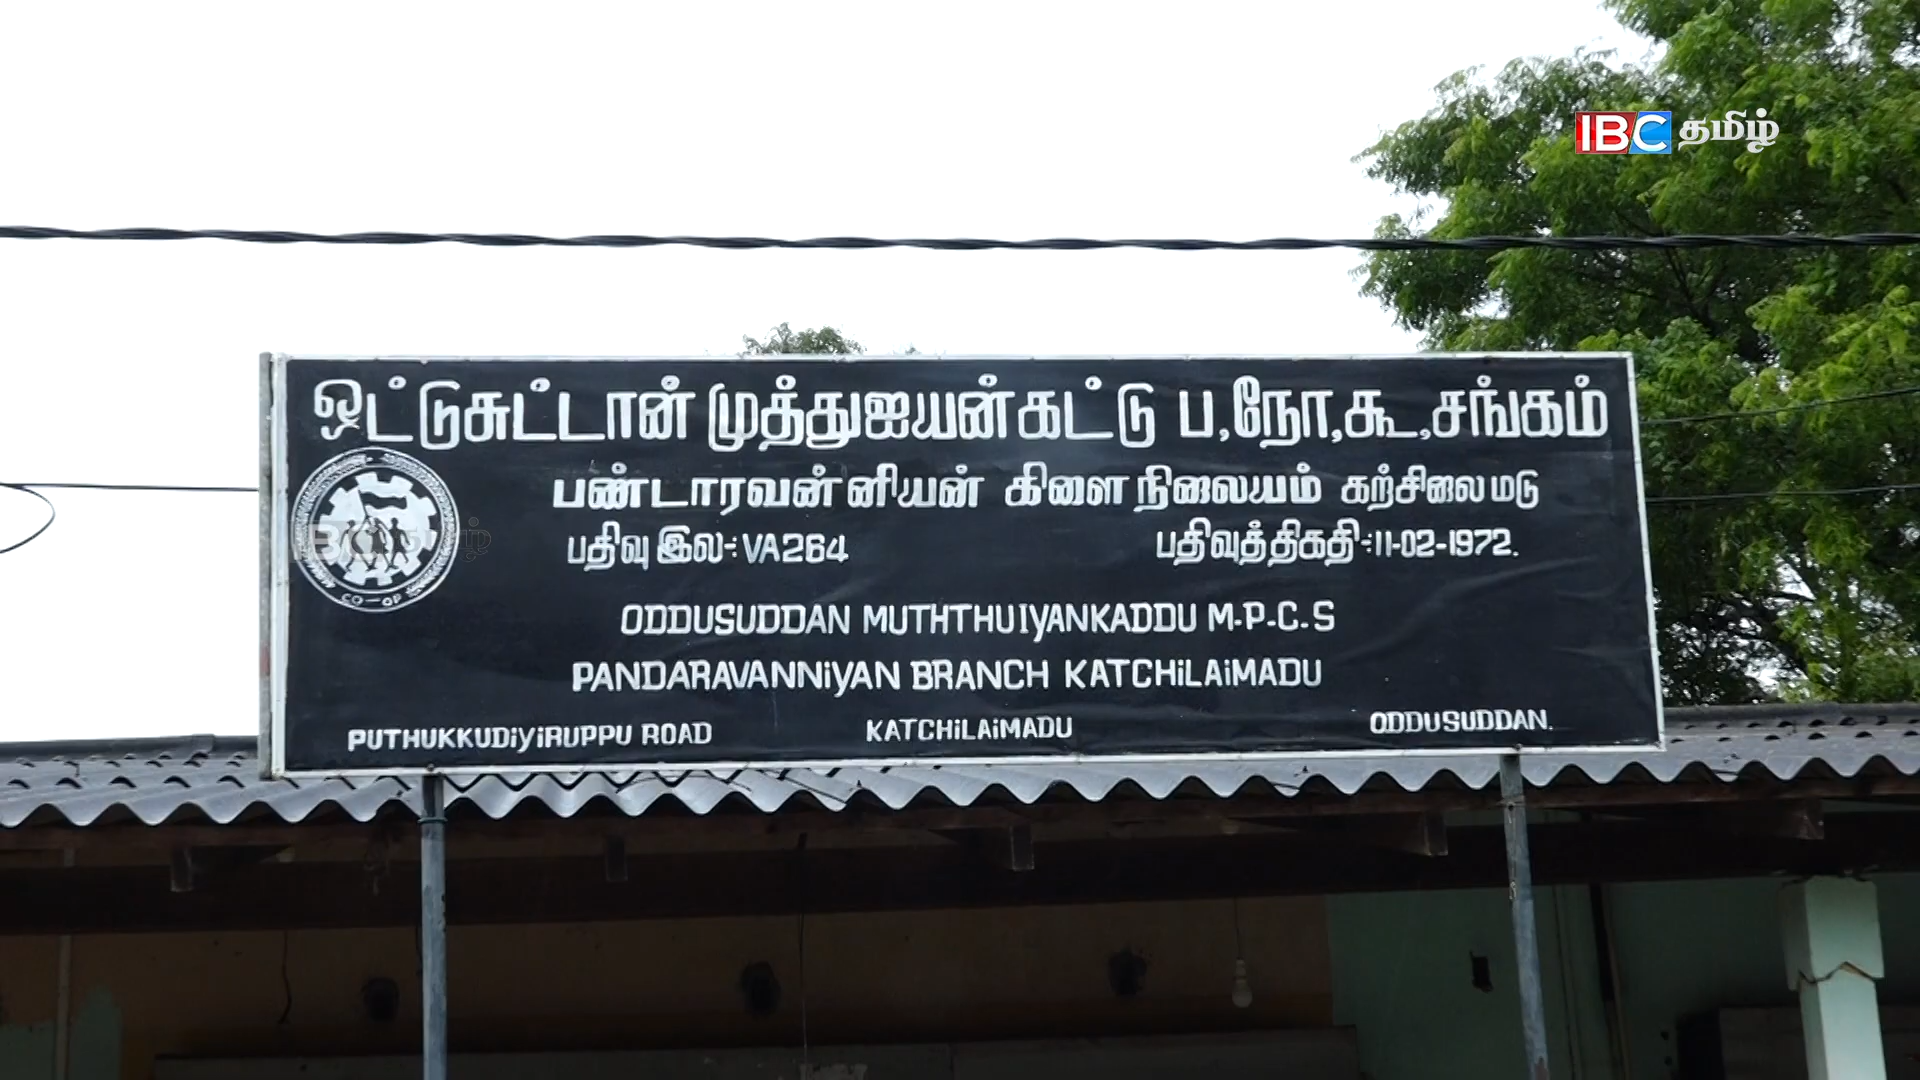 IBC தமிழ்
ஒட்டுசுட்டான் முத்துஐயன்கட்டு ப,நோ,கூ,சங்கம்
பண்டாரவன்னியன் கிளை நிலையம் கற்சிலைமடு
பதிவு இல-:VA264 பதிவுத்திகதி-:11-02-1972.
CO-OP
ODDUSUDDAN MUTHTHUIyANKADDU M-P-C-S
PANDARAVANNiyAN BRANCH KATCHiLAiMADU
PUTHUKKUDiyiRUPPU ROAD KATCHiLAiMADU ODDUSUDDAN.